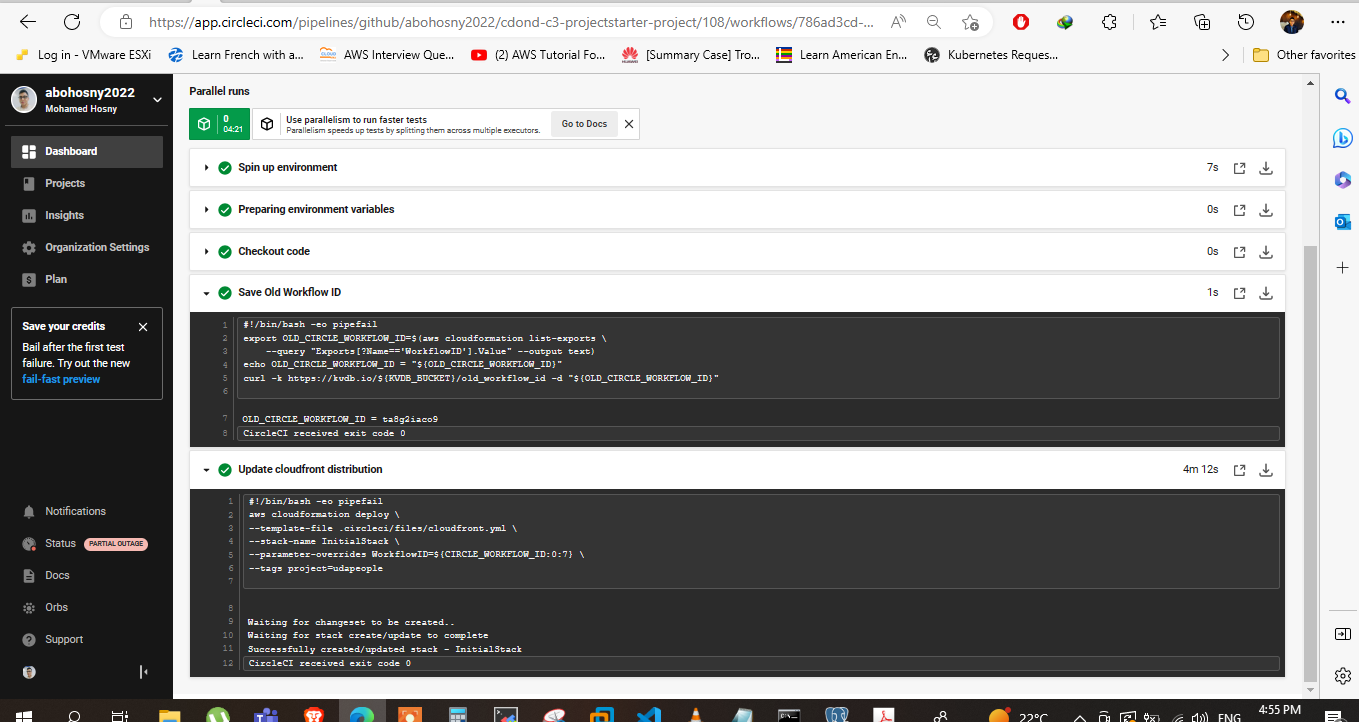 https://app.circleci.com/pipelines/github/abohosny2022/cdond-c3-projectstarter-project/108/workflows/786ad3cd-...
Log in - VMware ESXi
Learn French with a...
AWS Interview Que...
(2) AWS Tutorial Fo...
[Summary Case] Tro...
Learn American En...
Kubernetes Reques...
Other favorites
abohosny2022
Mohamed Hosny
Dashboard
Projects
Insights
Organization Settings
Plan
Save your credits
Bail after the first test
failure. Try out the new
fail-fast preview
Notifications
Status PARTIAL OUTAGE
Docs
Orbs
Support
Parallel runs
0
04:21
Use parallelism to run faster tests
Parallelism speeds up tests by splitting them across multiple executors.
Go to Docs
Spin up environment 7s
Preparing environment variables 0s
Checkout code 0s
Save Old Workflow ID 1s
1 #!/bin/bash -eo pipefail
2 export OLD_CIRCLE_WORKFLOW_ID=$(aws cloudformation list-exports \
3 --query "Exports[?Name=='WorkflowID'].Value" --output text)
4 echo OLD_CIRCLE_WORKFLOW_ID = "${OLD_CIRCLE_WORKFLOW_ID}"
5 curl -k https://kvdb.io/${KVDB_BUCKET}/old_workflow_id -d "${OLD_CIRCLE_WORKFLOW_ID}"
6
7 OLD_CIRCLE_WORKFLOW_ID = ta8g2iaco9
8 CircleCI received exit code 0
Update cloudfront distribution 4m 12s
1 #!/bin/bash -eo pipefail
2 aws cloudformation deploy \
3 --template-file .circleci/files/cloudfront.yml \
4 --stack-name InitialStack \
5 --parameter-overrides WorkflowID=${CIRCLE_WORKFLOW_ID:0:7} \
6 --tags project=udapeople
7
8
9 Waiting for changeset to be created..
10 Waiting for stack create/update to complete
11 Successfully created/updated stack - InitialStack
12 CircleCI received exit code 0
22°C
ENG
4:55 PM